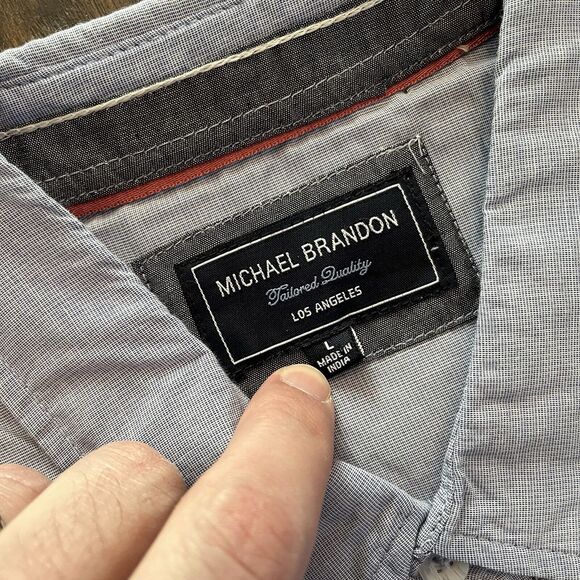 MICHAEL BRANDON
Tailored Quality
LOS ANGELES
L
MADE IN
INDIA